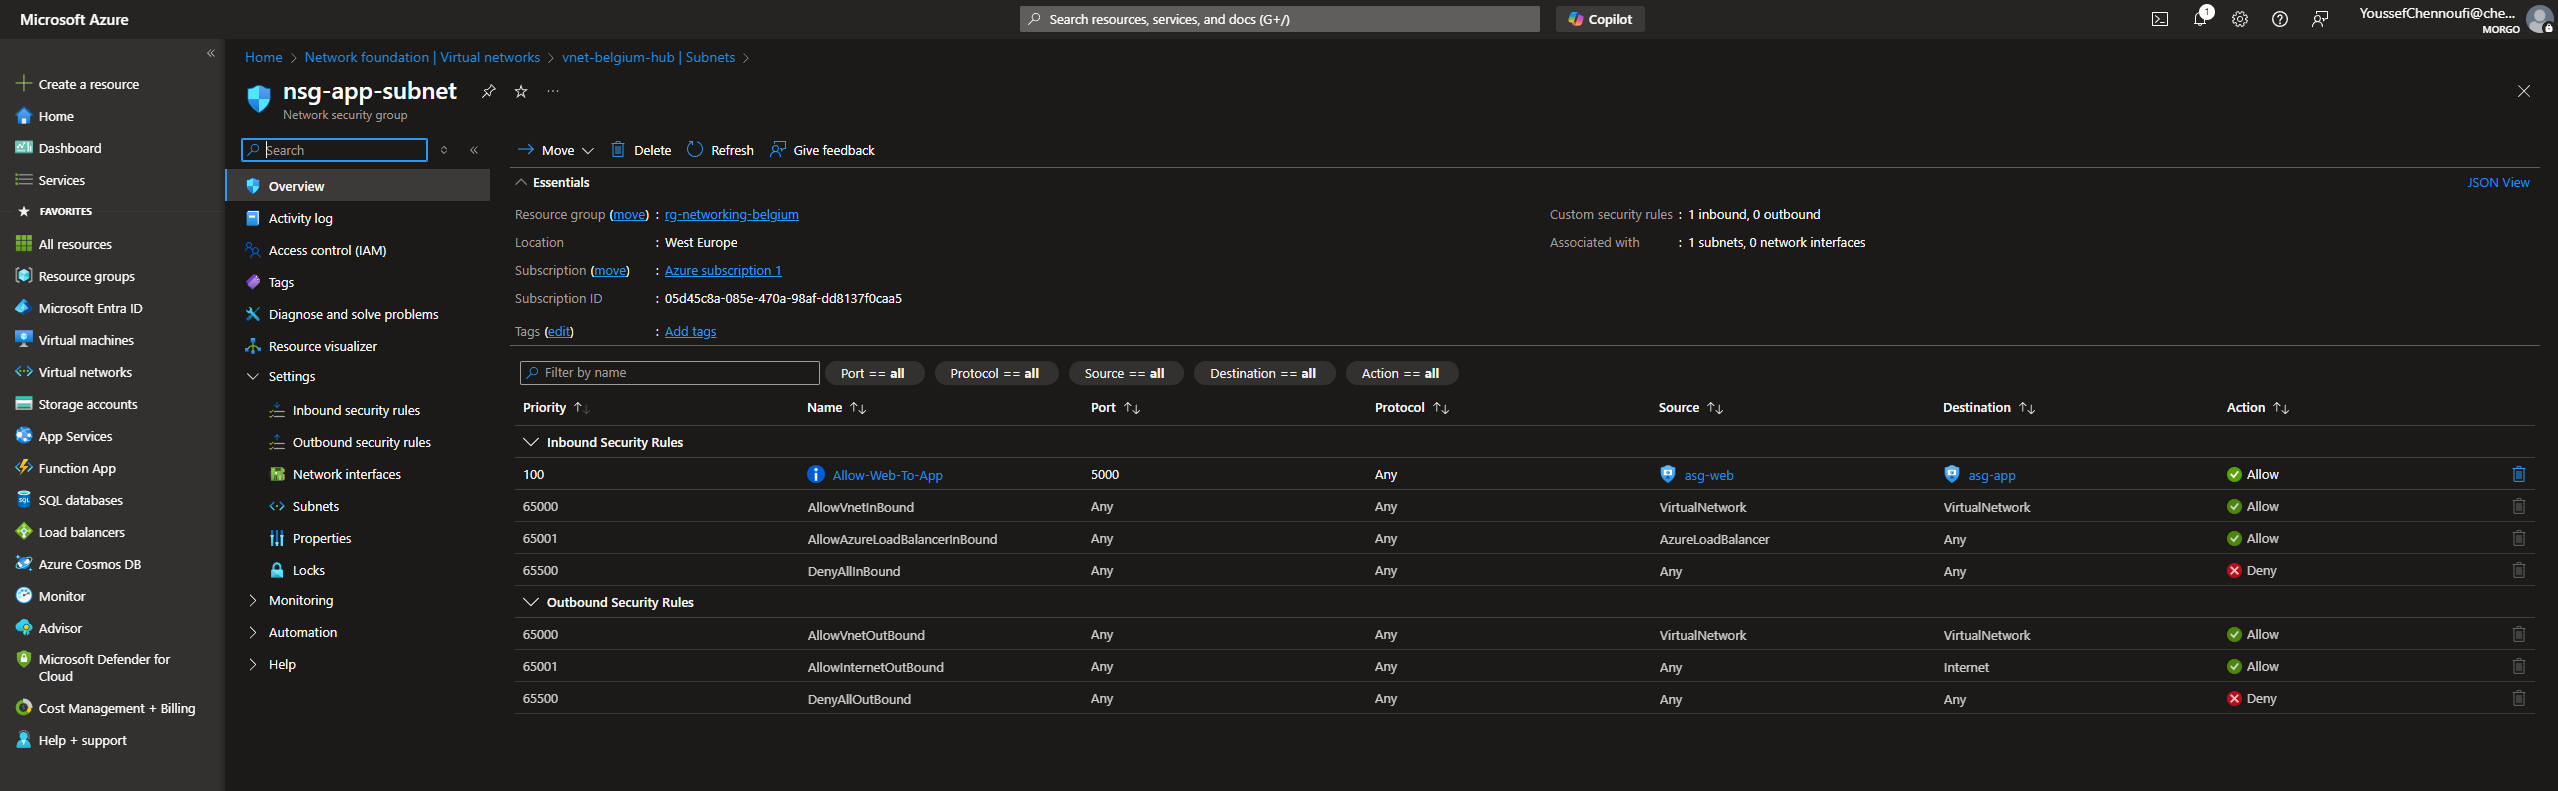 Microsoft Azure
Search resources, services, and docs (G+/)
Copilot
1
YoussefChennoufi@che...
MORGO
Create a resource
Home
Dashboard
Services
FAVORITES
All resources
Resource groups
Microsoft Entra ID
Virtual machines
Virtual networks
Storage accounts
App Services
Function App
SQL databases
Load balancers
Azure Cosmos DB
Monitor
Advisor
Microsoft Defender for
Cloud
Cost Management + Billing
Help + support
Home > Network foundation | Virtual networks > vnet-belgium-hub | Subnets >
nsg-app-subnet
Network security group
Search
Overview
Activity log
Access control (IAM)
Tags
Diagnose and solve problems
Resource visualizer
Settings
Inbound security rules
Outbound security rules
Network interfaces
Subnets
Properties
Locks
Monitoring
Automation
Help
Move Delete Refresh Give feedback
Essentials
JSON View
Resource group (move) : rg-networking-belgium
Location : West Europe
Subscription (move) : Azure subscription 1
Subscription ID : 05d45c8a-085e-470a-98af-dd8137f0caa5
Tags (edit) : Add tags
Custom security rules : 1 inbound, 0 outbound
Associated with : 1 subnets, 0 network interfaces
Filter by name Port == all Protocol == all Source == all Destination == all Action == all
Priority Name Port Protocol Source Destination Action
Inbound Security Rules
100 Allow-Web-To-App 5000 Any asg-web asg-app Allow
65000 AllowVnetInBound Any Any VirtualNetwork VirtualNetwork Allow
65001 AllowAzureLoadBalancerInBound Any Any AzureLoadBalancer Any Allow
65500 DenyAllInBound Any Any Any Any Deny
Outbound Security Rules
65000 AllowVnetOutBound Any Any VirtualNetwork VirtualNetwork Allow
65001 AllowInternetOutBound Any Any Any Internet Allow
65500 DenyAllOutBound Any Any Any Any Deny